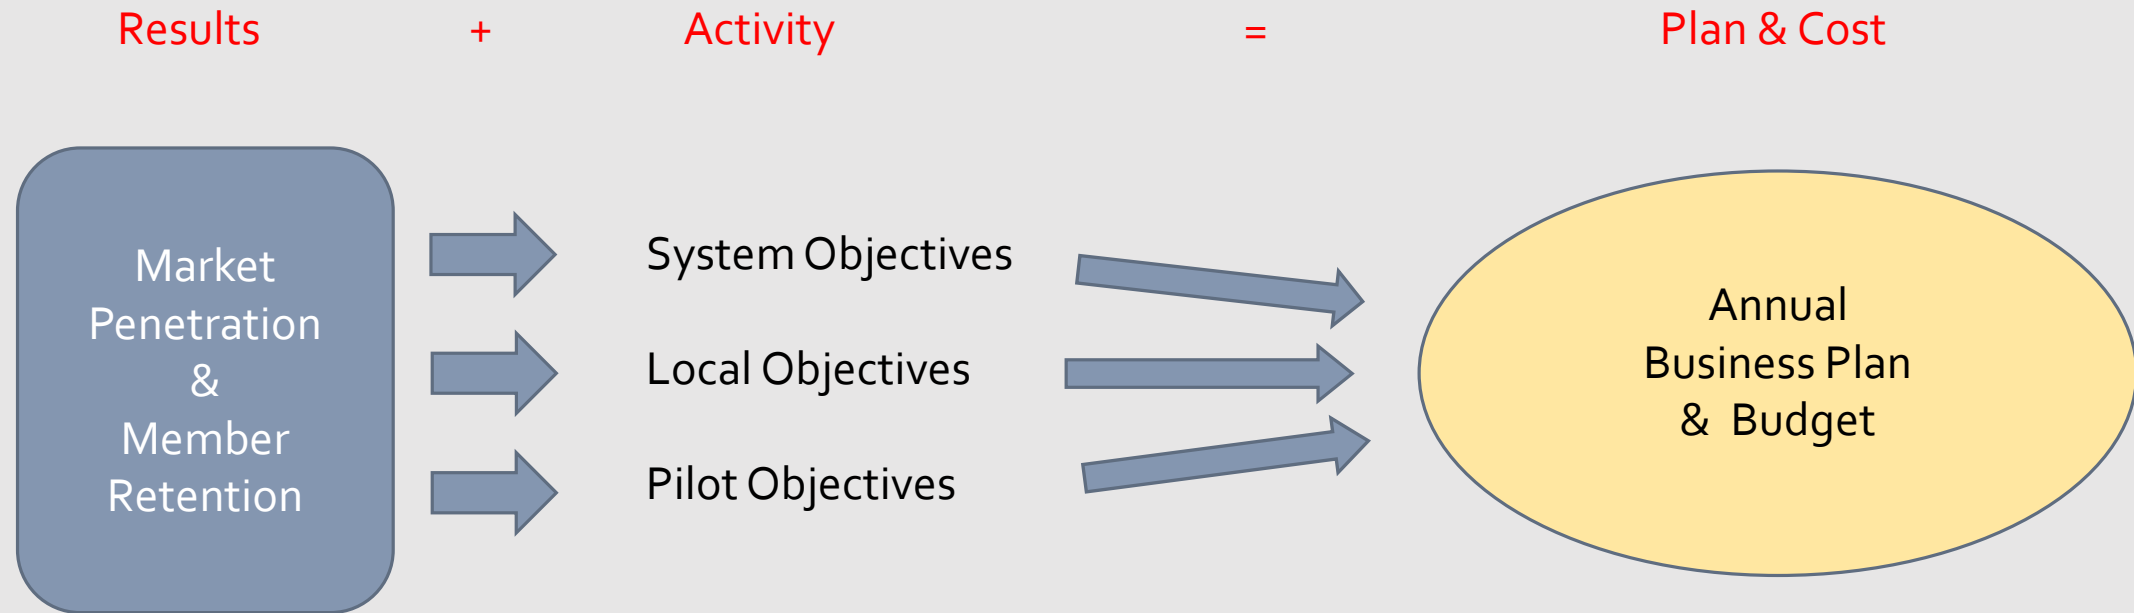 Results + Activity = Plan & Cost
Market
Penetration
&
Member
Retention
System Objectives
Local Objectives
Pilot Objectives
Annual
Business Plan
& Budget